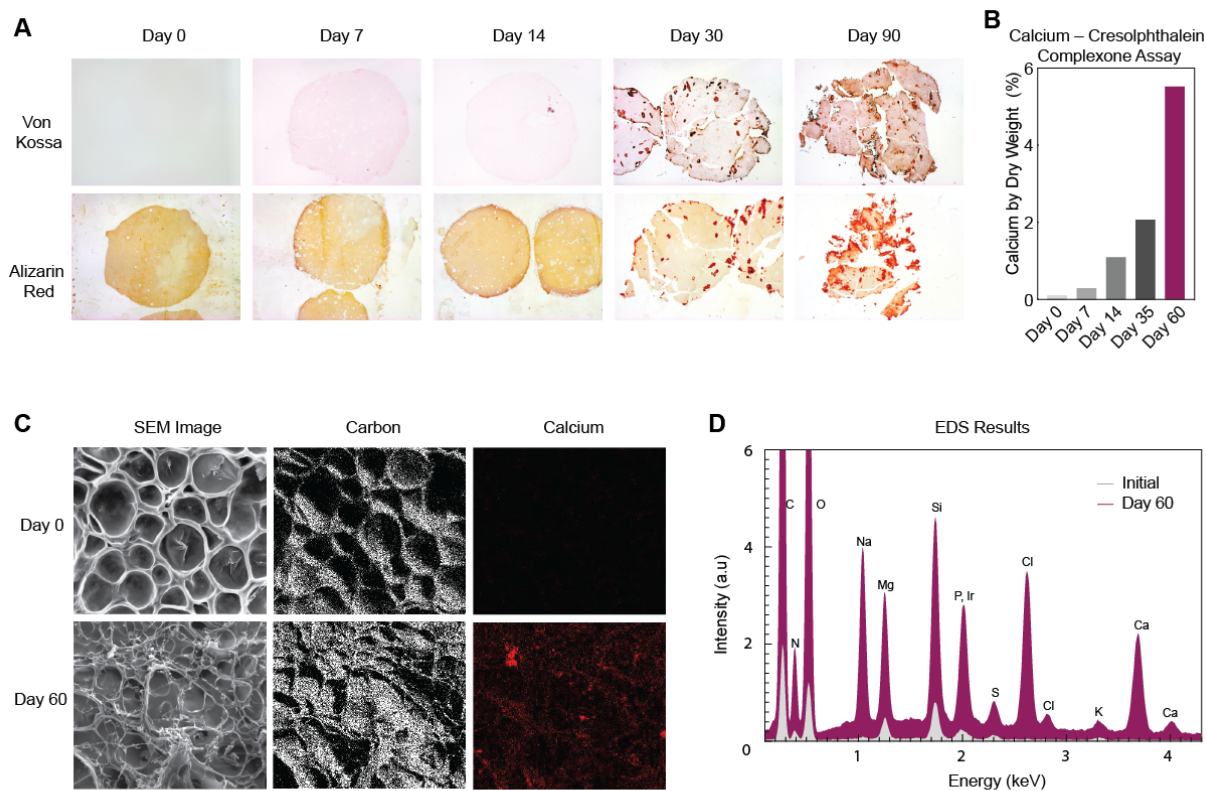 A
Day 0
Day 7
Day 14
Day 30
Day 90
Von
Kossa
Alizarin
Red
B
Calcium – Cresolphthalein
Complexone Assay
Calcium by Dry Weight (%)
6
4
2
0
Day 0
Day 7
Day 14
Day 35
Day 60
C
SEM Image
Carbon
Calcium
Day 0
Day 60
D
EDS Results
Intensity (a.u)
6
4
2
0
Initial
Day 60
C
O
N
Na
Mg
Si
P, Ir
S
Cl
Cl
K
Ca
Ca
1
2
3
4
Energy (keV)